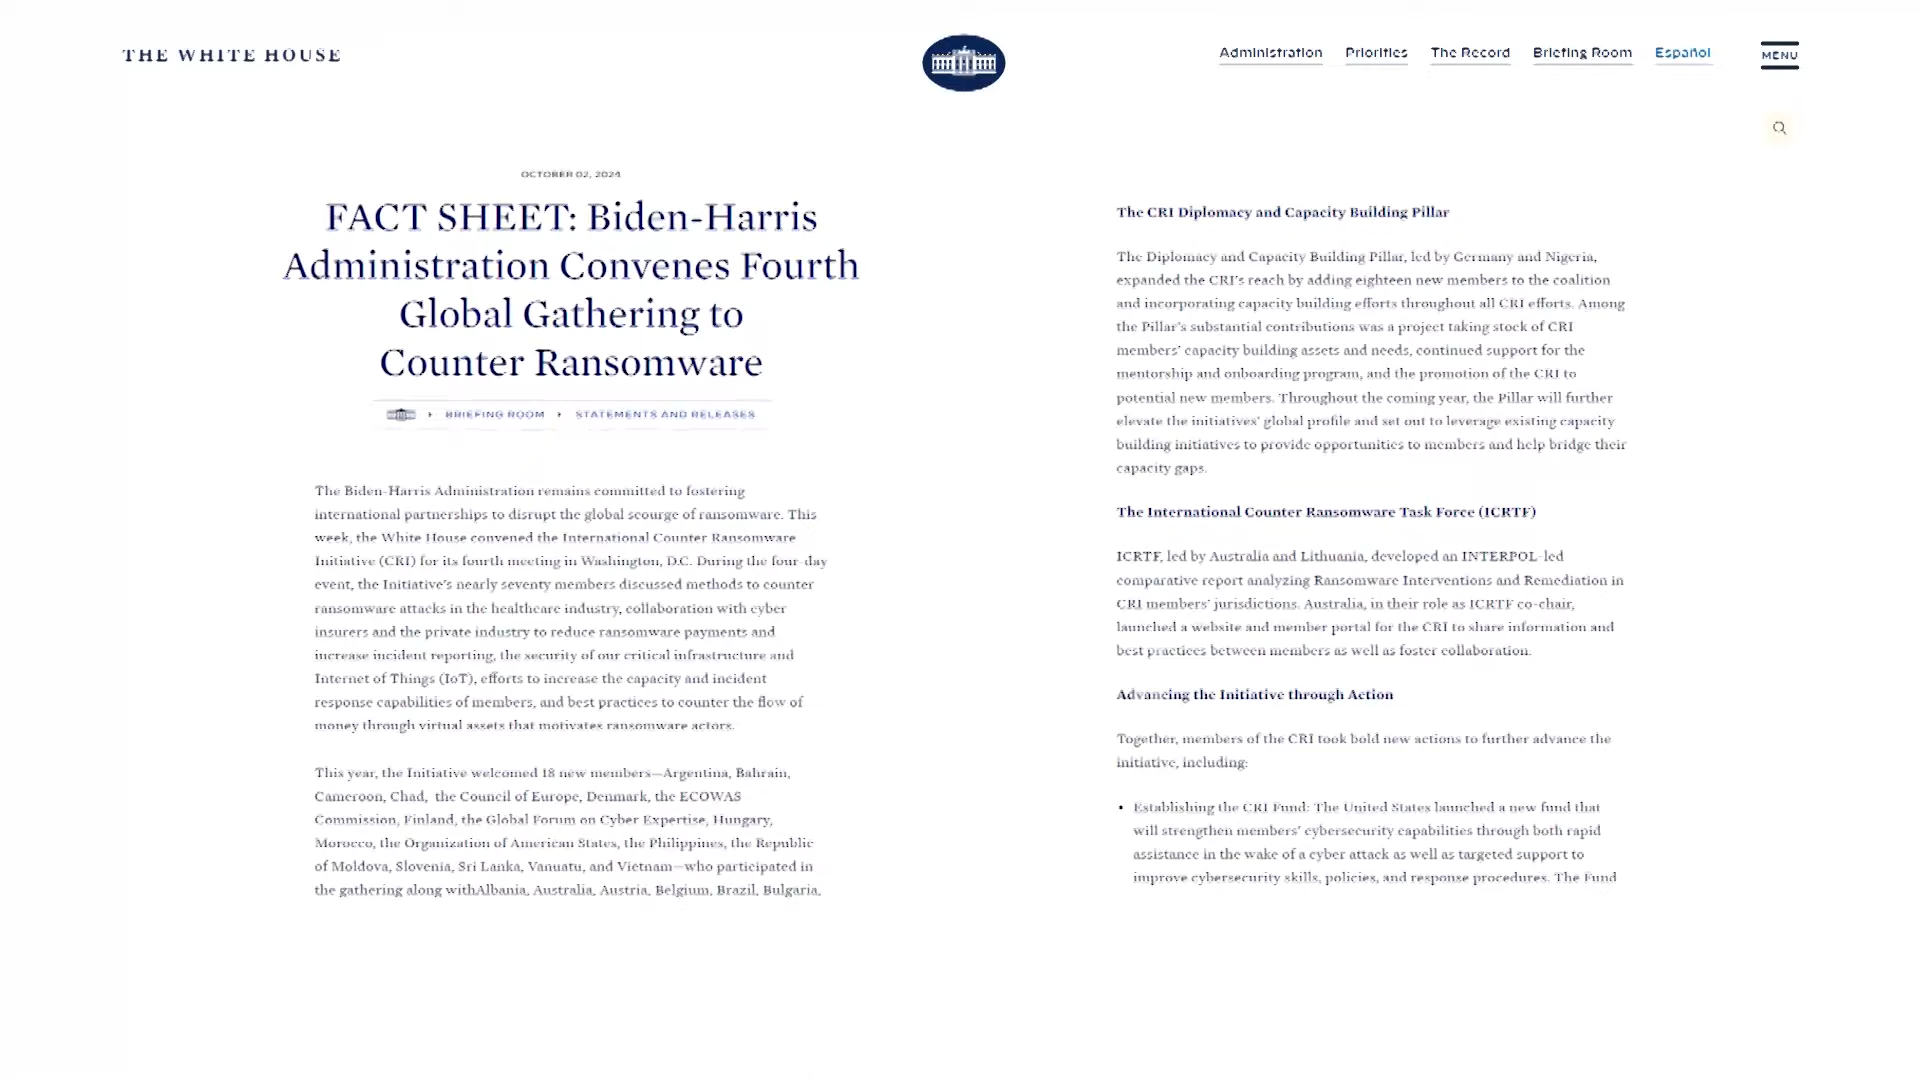 THE WHITE HOUSE
Administration
Priorities
The Record
Briefing Room
Español
MENU
OCTOBER 02, 2024
FACT SHEET: Biden-Harris
Administration Convenes Fourth
Global Gathering to
Counter Ransomware
BRIEFING ROOM
STATEMENTS AND RELEASES
The Biden-Harris Administration remains committed to fostering
international partnerships to disrupt the global scourge of ransomware. This
week, the White House convened the International Counter Ransomware
Initiative (CRI) for its fourth meeting in Washington, D.C. During the four-day
event, the Initiative's nearly seventy members discussed methods to counter
ransomware attacks in the healthcare industry, collaboration with cyber
insurers and the private industry to reduce ransomware payments and
increase incident reporting, the security of our critical infrastructure and
Internet of Things (IoT), efforts to increase the capacity and incident
response capabilities of members, and best practices to counter the flow of
money through virtual assets that motivates ransomware actors.
This year, the Initiative welcomed 18 new members—Argentina, Bahrain,
Cameroon, Chad, the Council of Europe, Denmark, the ECOWAS
Commission, Finland, the Global Forum on Cyber Expertise, Hungary,
Morocco, the Organization of American States, the Philippines, the Republic
of Moldova, Slovenia, Sri Lanka, Vanuatu, and Vietnam—who participated in
the gathering along withAlbania, Australia, Austria, Belgium, Brazil, Bulgaria,
The CRI Diplomacy and Capacity Building Pillar
The Diplomacy and Capacity Building Pillar, led by Germany and Nigeria,
expanded the CRI's reach by adding eighteen new members to the coalition
and incorporating capacity building efforts throughout all CRI efforts. Among
the Pillar's substantial contributions was a project taking stock of CRI
members' capacity building assets and needs, continued support for the
mentorship and onboarding program, and the promotion of the CRI to
potential new members. Throughout the coming year, the Pillar will further
elevate the initiatives' global profile and set out to leverage existing capacity
building initiatives to provide opportunities to members and help bridge their
capacity gaps.
The International Counter Ransomware Task Force (ICRTF)
ICRTF, led by Australia and Lithuania, developed an INTERPOL-led
comparative report analyzing Ransomware Interventions and Remediation in
CRI members' jurisdictions. Australia, in their role as ICRTF co-chair,
launched a website and member portal for the CRI to share information and
best practices between members as well as foster collaboration.
Advancing the Initiative through Action
Together, members of the CRI took bold new actions to further advance the
initiative, including:
• Establishing the CRI Fund: The United States launched a new fund that
will strengthen members' cybersecurity capabilities through both rapid
assistance in the wake of a cyber attack as well as targeted support to
improve cybersecurity skills, policies, and response procedures. The Fund